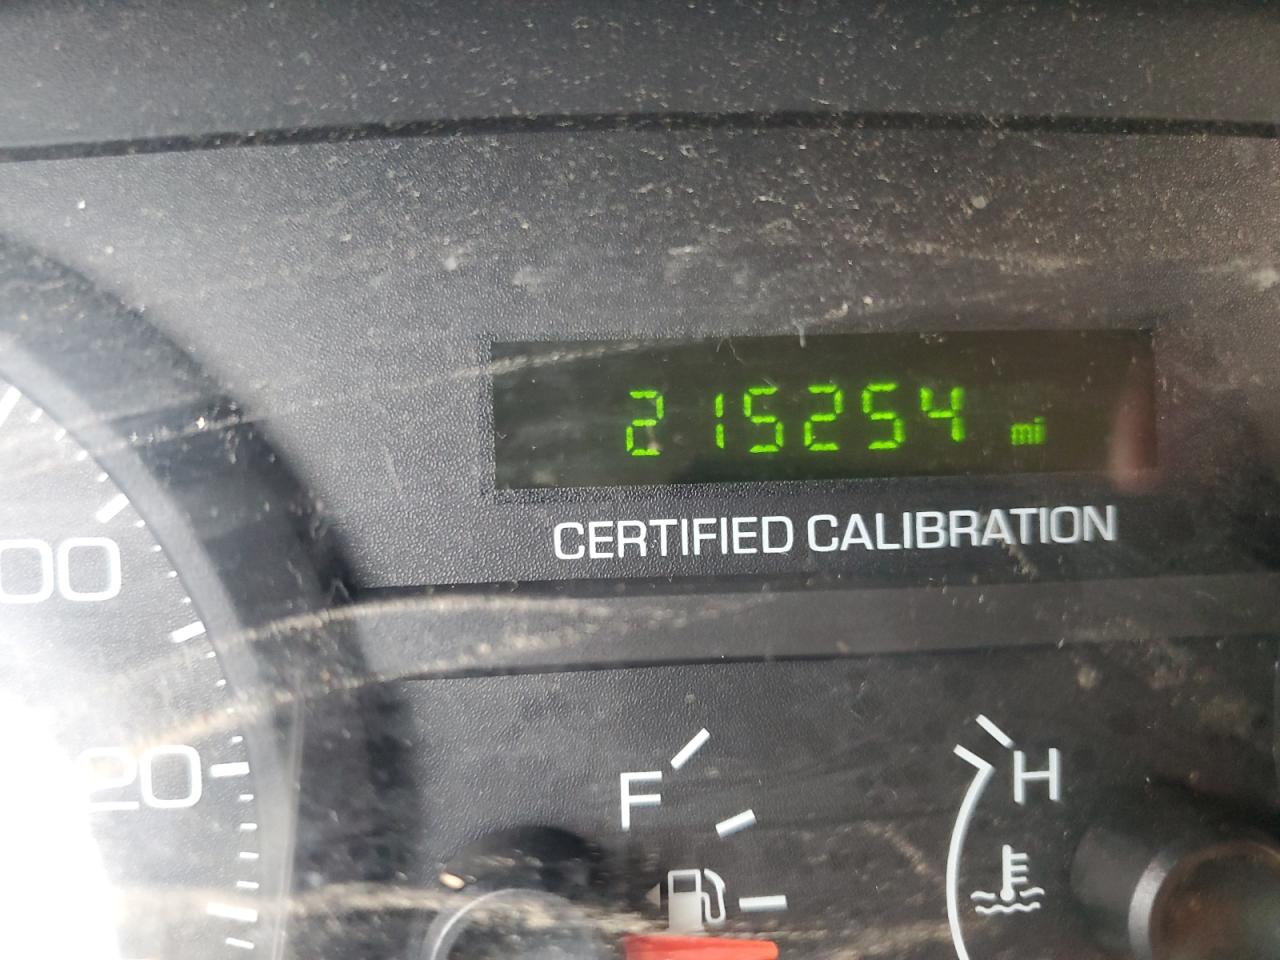 215254 mi
CERTIFIED CALIBRATION
00
20
F
H